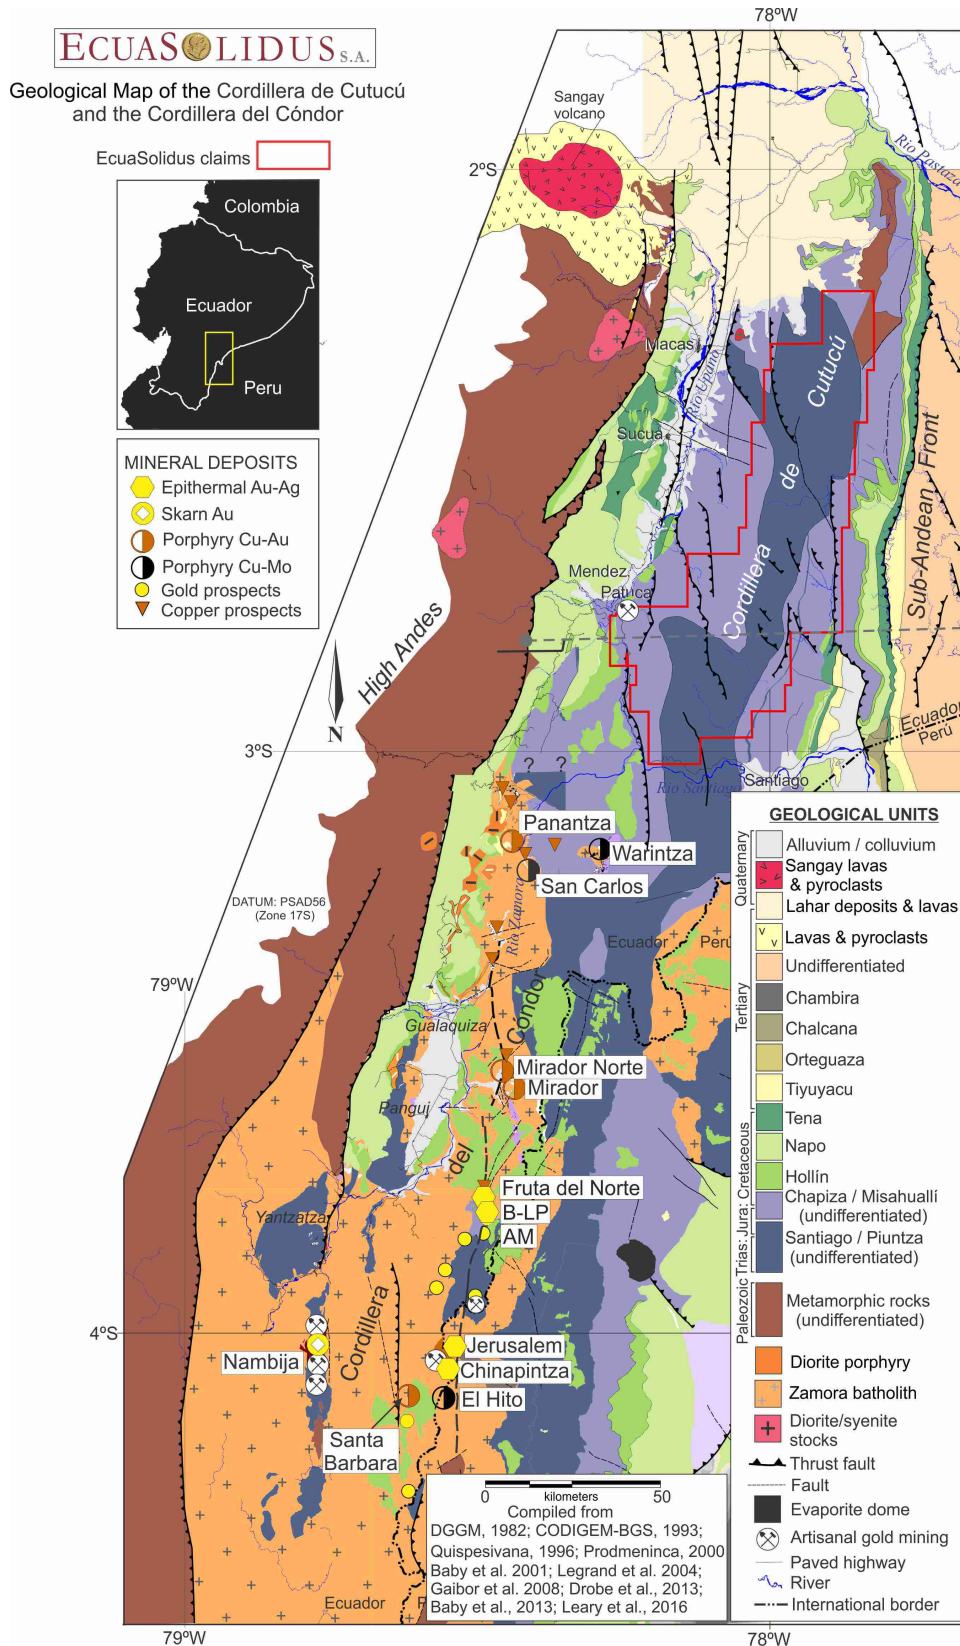 ECUASOLIDUS S.A.
Geological Map of the Cordillera de Cutucú
and the Cordillera del Cóndor
EcuaSolidus claims
Colombia
Ecuador
Peru
MINERAL DEPOSITS
Epithermal Au-Ag
Skarn Au
Porphyry Cu-Au
Porphyry Cu-Mo
Gold prospects
Copper prospects
78ºW
Sangay
volcano
2ºS
Rio Pastaza
Macas
Rio Upano
Sucua
Cordillera de Cutucú
Sub-Andean Front
Mendez
Patuca
High Andes
N
3ºS
Ecuador
Perú
Santiago
Rio Santiago
? ?
Panantza
Warintza
San Carlos
Rio Zamora
DATUM: PSAD56
(Zone 17S)
Ecuador Perú
79ºW
Gualaquiza
Mirador Norte
Mirador
Pangui
Fruta del Norte
B-LP
AM
Yantzatza
Cordillera del Condor
4ºS
Nambija
Jerusalem
Chinapintza
El Hito
Santa
Barbara
Ecuador P
79ºW
78ºW
0 50
kilometers
Compiled from
DGGM, 1982; CODIGEM-BGS, 1993;
Quispesivana, 1996; Prodmeninca, 2000
Baby et al. 2001; Legrand et al. 2004;
Gaibor et al. 2008; Drobe et al., 2013;
Baby et al., 2013; Leary et al., 2016
GEOLOGICAL UNITS
Quaternary
Alluvium / colluvium
Sangay lavas
& pyroclasts
Lahar deposits & lavas
Tertiary
Lavas & pyroclasts
Undifferentiated
Chambira
Chalcana
Orteguaza
Tiyuyacu
Cretaceous
Tena
Napo
Hollín
Jura:
Chapiza / Misahuallí
(undifferentiated)
Trias:
Santiago / Piuntza
(undifferentiated)
Paleozoic
Metamorphic rocks
(undifferentiated)
Diorite porphyry
Zamora batholith
Diorite/syenite
stocks
Thrust fault
Fault
Evaporite dome
Artisanal gold mining
Paved highway
River
International border